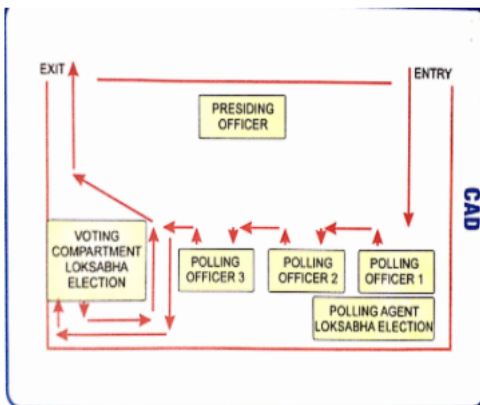 EXIT
ENTRY
PRESIDING
OFFICER
CAD
VOTING
COMPARTMENT
LOKSABHA
ELECTION
POLLING
OFFICER 3
POLLING
OFFICER 2
POLLING
OFFICER 1
POLLING AGENT
LOKSABHA ELECTION